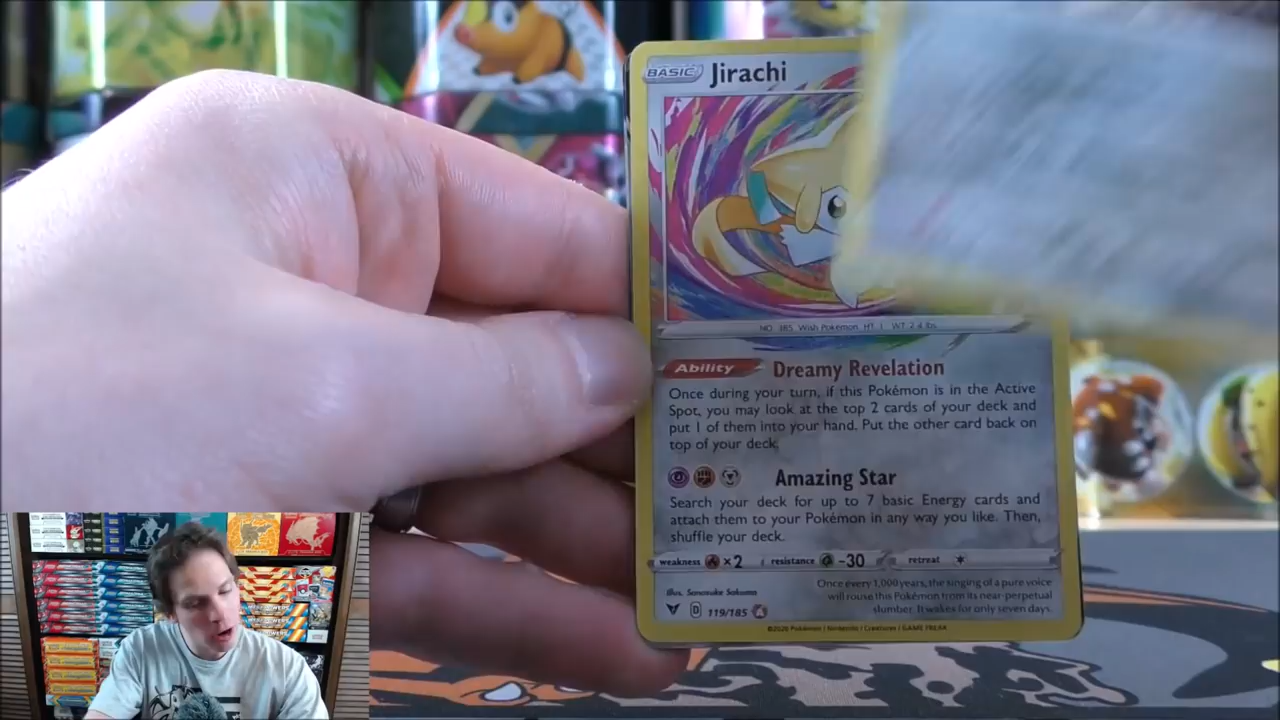 BASIC Jirachi
NO. 385 Wish Pokémon HT: 1' WT: 2.4 lbs.
Ability Dreamy Revelation
Once during your turn, if this Pokémon is in the Active
Spot, you may look at the top 2 cards of your deck and
put 1 of them into your hand. Put the other card back on
top of your deck.
Amazing Star
Search your deck for up to 7 basic Energy cards and
attach them to your Pokémon in any way you like. Then,
shuffle your deck.
weakness ×2 resistance -30 retreat
Illus. Sanosuke Sakuma
Once every 1,000 years, the singing of a pure voice
will rouse this Pokémon from its near-perpetual
slumber. It wakes for only seven days.
D 119/185
©2020 Pokémon / Nintendo / Creatures / GAME FREAK